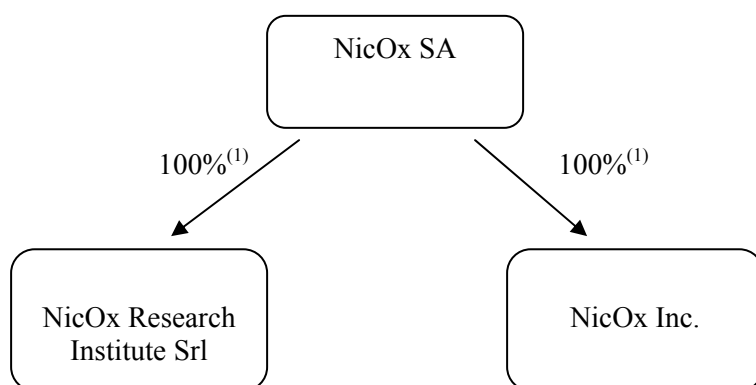 NicOx SA
100%(1)
100%(1)
NicOx Research
Institute Srl
NicOx Inc.